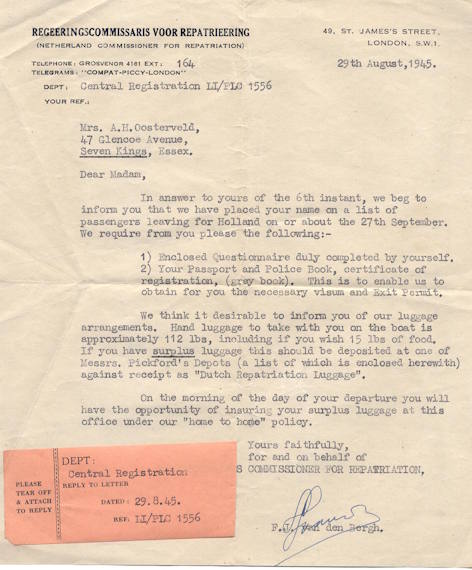 REGEERINGSCOMMISSARIS VOOR REPATRIEERING
(NETHERLAND COMMISSIONER FOR REPATRIATION)
49, ST. JAMES'S STREET,
LONDON, S.W.1.
TELEPHONE: GROSVENOR 4161 EXT: 164
TELEGRAMS: "COMPAT-PICCY-LONDON"
29th August, 1945.
DEPT: Central Registration LI/PLC 1556
YOUR REF.:
Mrs. A.H.Oosterveld,
47 Glencoe Avenue,
Seven Kings, Essex.
Dear Madam,
In answer to yours of the 6th instant, we beg to
inform you that we have placed your name on a list of
passengers leaving for Holland on or about the 27th September.
We require from you please the following:-
1) Enclosed Questionnaire duly completed by yourself.
2) Your Passport and Police Book, certificate of
registration, (grey book). This is to enable us to
obtain for you the necessary visum and Exit Permit.
We think it desirable to inform you of our luggage
arrangements. Hand luggage to take with you on the boat is
approximately 112 lbs, including if you wish 15 lbs of food.
If you have surplus luggage this should be deposited at one of
Messrs. Pickford's Depots (a list of which is enclosed herewith)
against receipt as "Dutch Repatriation Luggage".
On the morning of the day of your departure you will
have the opportunity of insuring your surplus luggage at this
office under our "home to home" policy.
Yours faithfully,
for and on behalf of
S COMMISSIONER FOR REPATRIATION,
F.J. van den Bergh.
PLEASE
TEAR OFF
& ATTACH
TO REPLY
DEPT:
Central Registration
REPLY TO LETTER
DATED: 29.8.45.
REF: LI/PLC 1556